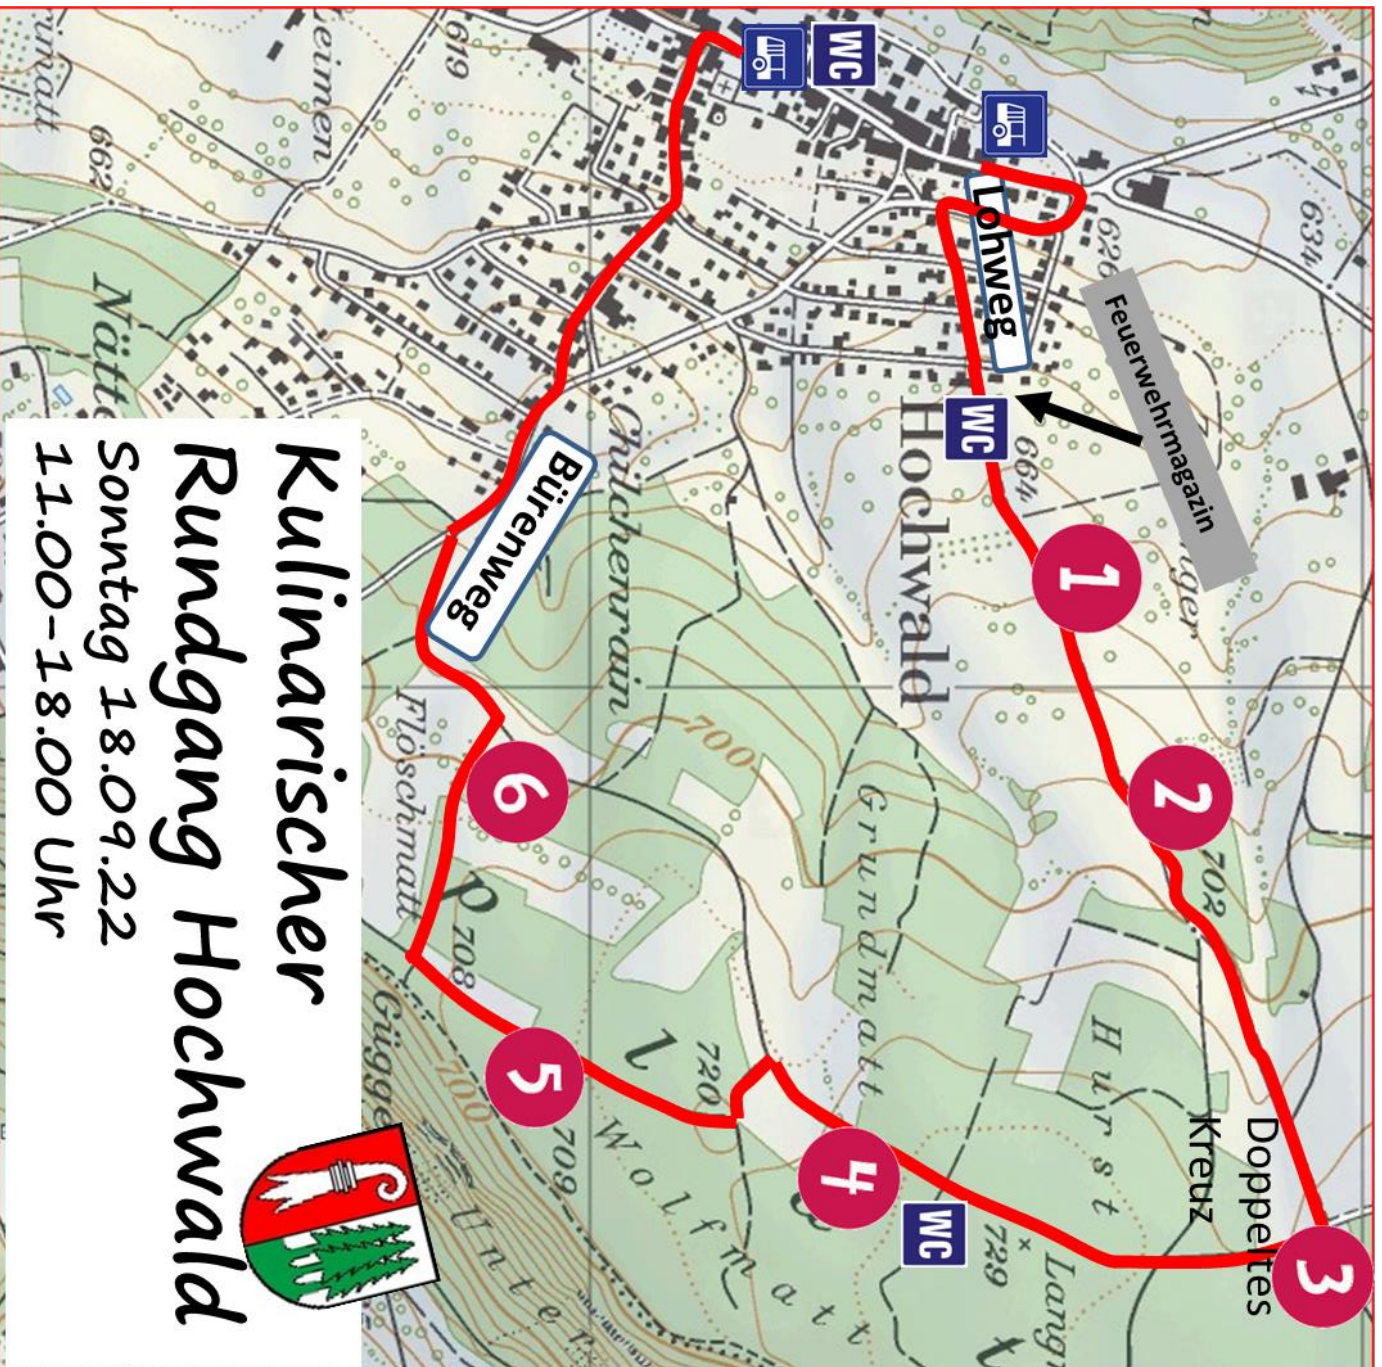 3
634
Doppeltes
Kreuz
702
2
Feuerwehrmagazin
626
Hurst
1
664
Lohweg
729
WC
WC
Hochwald
Grundmatt
WC
4
700
720
Wolfmatt
Chilchenrain
709
5
6
Bürenweg
708
619
700
Flöschmatt
Kulinarischer
Rundgang Hochwald
662
Sonntag 18.09.22
11.00-18.00 Uhr